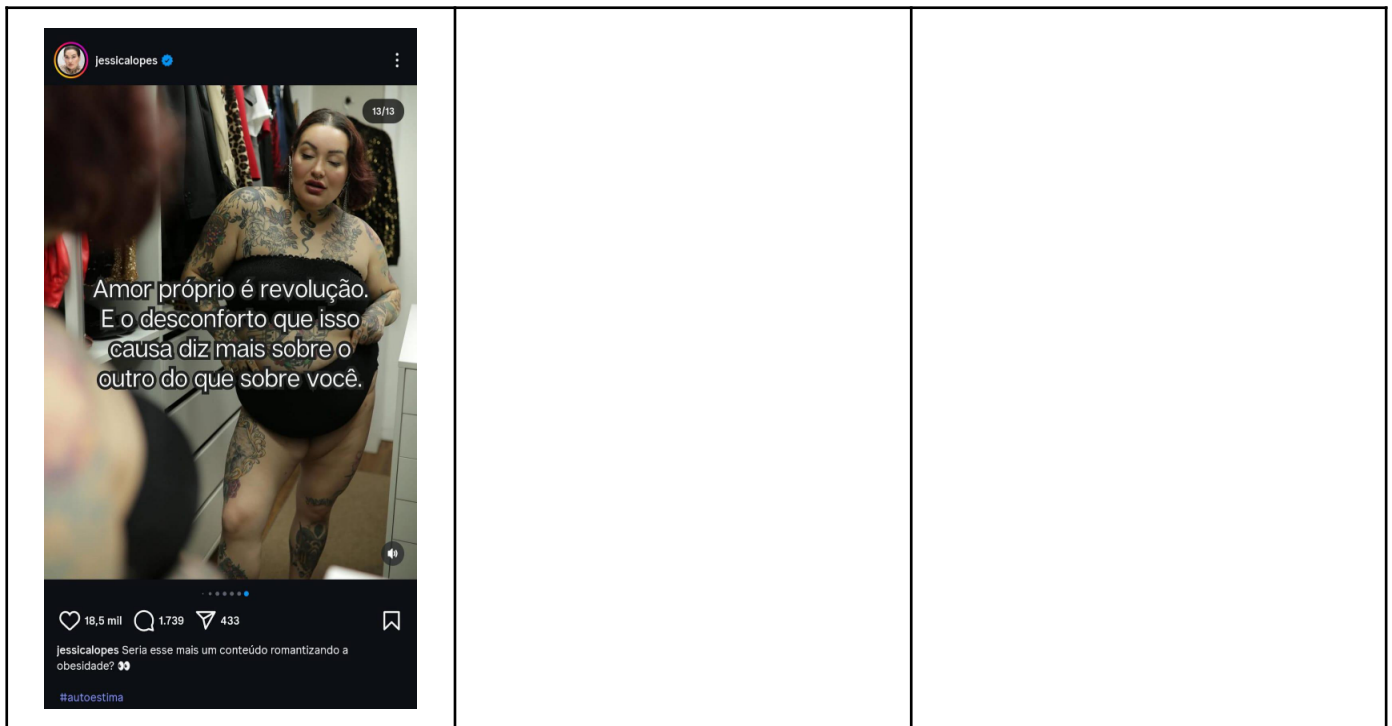 jessicalopes
13/13
Amor próprio é revolução.
E o desconforto que isso
causa diz mais sobre o
outro do que sobre você.
18,5 mil 1.739 433
jessicalopes Seria esse mais um conteúdo romantizando a
obesidade? 👀
#autoestima